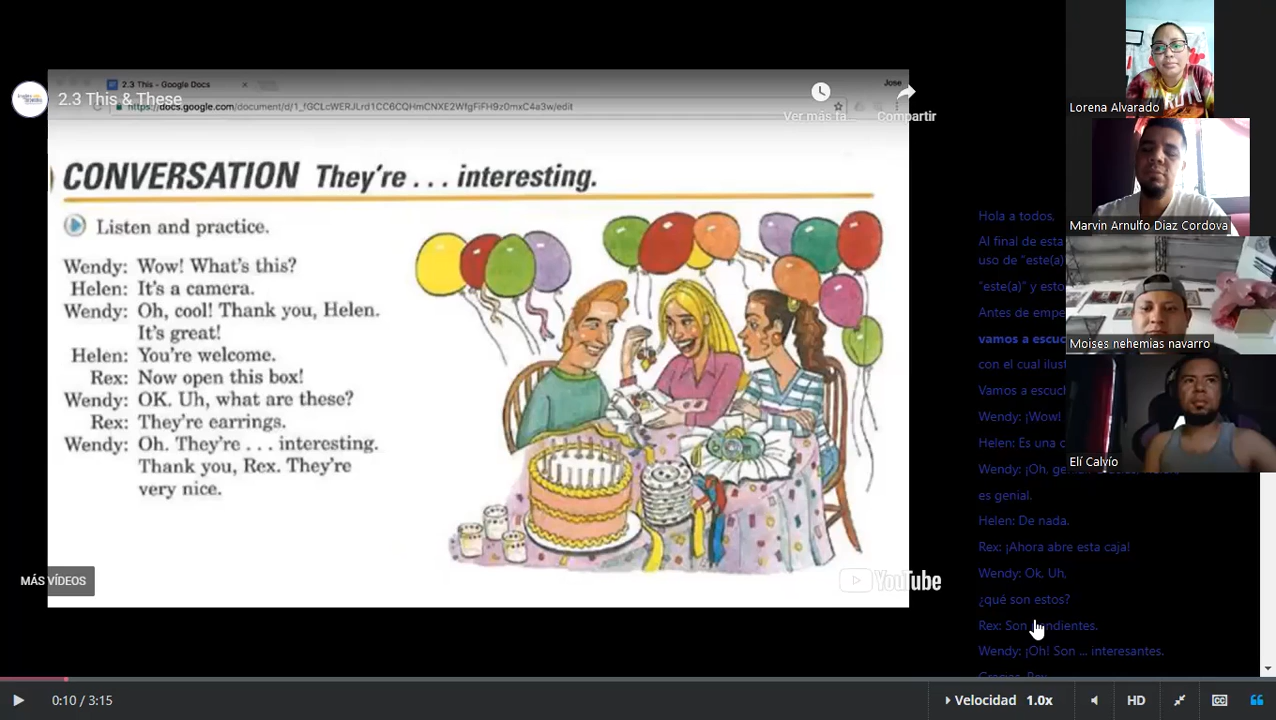 2.3 This - Google Docs
Jose
2.3 This & These
https://docs.google.com/document/d/1_fGCLcWERJLrd1CC6CQHmCNXE2WfgFiFH9z0mxC4a3w/edit
Ver más fa...
Compartir
CONVERSATION They're . . . interesting.
Listen and practice.
Wendy: Wow! What's this?
Helen: It's a camera.
Wendy: Oh, cool! Thank you, Helen.
It's great!
Helen: You're welcome.
Rex: Now open this box!
Wendy: OK. Uh, what are these?
Rex: They're earrings.
Wendy: Oh. They're . . . interesting.
Thank you, Rex. They're
very nice.
MÁS VÍDEOS
YouTube
Hola a todos.
Al final de esta
uso de "este(a)
"este(a)" y esto
Antes de empe
vamos a escuc
con el cual ilust
Vamos a escuch
Wendy: ¡Wow!
Helen: Es una c
Wendy: ¡Oh, ge
es genial.
Helen: De nada.
Rex: ¡Ahora abre esta caja!
Wendy: Ok. Uh,
¿qué son estos?
Rex: Son pendientes.
Wendy: ¡Oh! Son ... interesantes.
Lorena Alvarado
Marvin Arnulfo Diaz Cordova
Moises nehemias navarro
Elí Calvío
0:10 / 3:15
Velocidad 1.0x
HD
CC